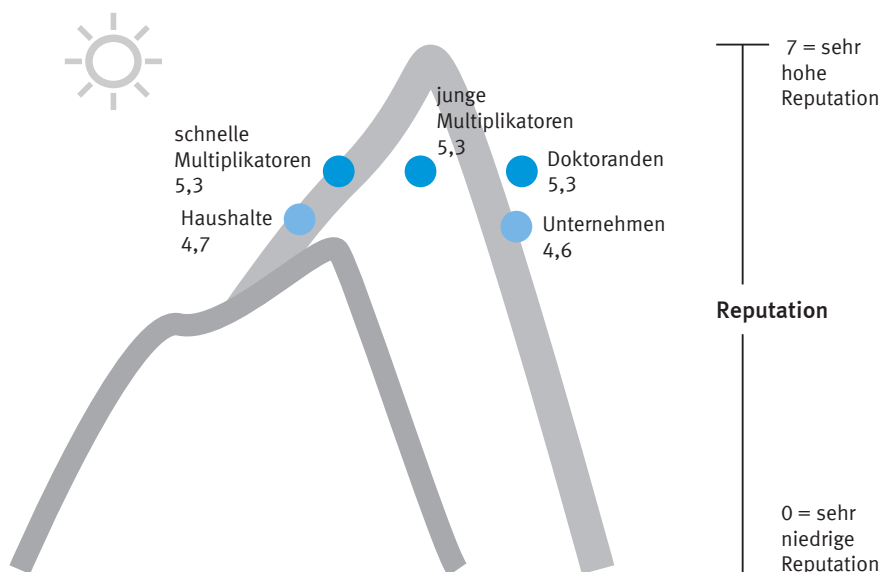 7 = sehr
hohe
Reputation
junge
Multiplikatoren
5,3
schnelle
Multiplikatoren
5,3
Doktoranden
5,3
Haushalte
4,7
Unternehmen
4,6
Reputation
0 = sehr
niedrige
Reputation